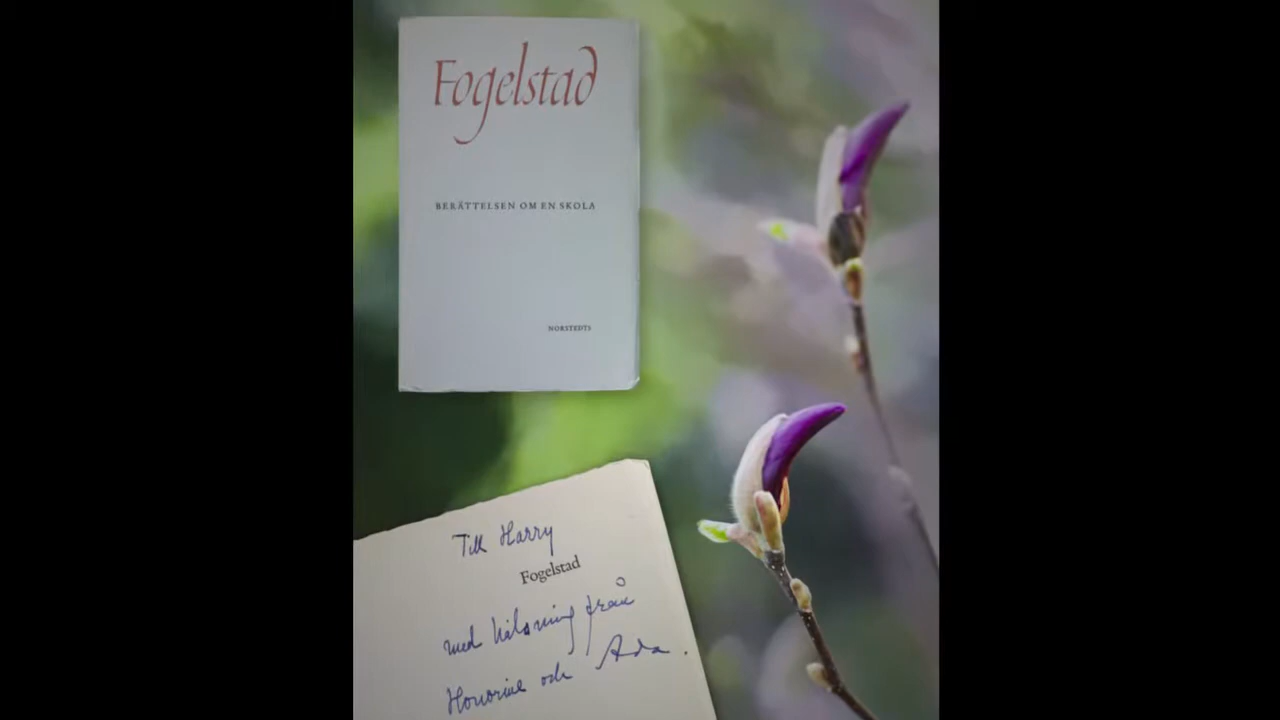 Fogelstad
BERÄTTELSEN OM EN SKOLA
NORSTEDTS
Till Harry
Fogelstad
med hälsning från
Honorine och Ada.